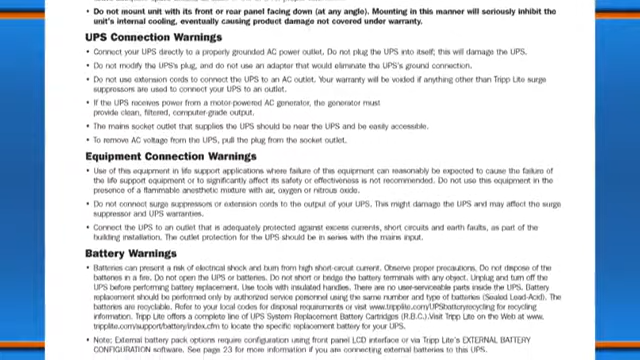 • Do not mount unit with its front or rear panel facing down (at any angle). Mounting in this manner will seriously inhibit the
unit's internal cooling, eventually causing product damage not covered under warranty.
UPS Connection Warnings
• Connect your UPS directly to a properly grounded AC power outlet. Do not plug the UPS into itself; this will damage the UPS.
• Do not modify the UPS's plug, and do not use an adapter that would eliminate the UPS's ground connection.
• Do not use extension cords to connect the UPS to an AC outlet. Your warranty will be voided if anything other than Tripp Lite surge
suppressors are used to connect your UPS to an outlet.
• If the UPS receives power from a motor-powered AC generator, the generator must
provide clean, filtered, computer-grade output.
• The mains socket outlet that supplies the UPS should be near the UPS and be easily accessible.
• To remove AC voltage from the UPS, pull the plug from the socket outlet.
Equipment Connection Warnings
• Use of this equipment in life support applications where failure of this equipment can reasonably be expected to cause the failure of
the life support equipment or to significantly affect its safety or effectiveness is not recommended. Do not use this equipment in the
presence of a flammable anesthetic mixture with air, oxygen or nitrous oxide.
• Do not connect surge suppressors or extension cords to the output of your UPS. This might damage the UPS and may affect the surge
suppressor and UPS warranties.
• Connect the UPS to an outlet that is adequately protected against excess currents, short circuits and earth faults, as part of the
building installation. The outlet protection for the UPS should be in series with the mains input.
Battery Warnings
• Batteries can present a risk of electrical shock and burn from high short-circuit current. Observe proper precautions. Do not dispose of the
batteries in a fire. Do not open the UPS or batteries. Do not short or bridge the battery terminals with any object. Unplug and turn off the
UPS before performing battery replacement. Use tools with insulated handles. There are no user-serviceable parts inside the UPS. Battery
replacement should be performed only by authorized service personnel using the same number and type of batteries (Sealed Lead-Acid). The
batteries are recyclable. Refer to your local codes for disposal requirements or visit www.tripplite.com/UPSbatteryrecycling for recycling
information. Tripp Lite offers a complete line of UPS System Replacement Battery Cartridges (R.B.C.). Visit Tripp Lite on the Web at www.
tripplite.com/support/battery/index.cfm to locate the specific replacement battery for your UPS.
• Note: External battery pack options require configuration using front panel LCD interface or via Tripp Lite's EXTERNAL BATTERY
CONFIGURATION software. See page 23 for more information if you are connecting external batteries to this UPS.